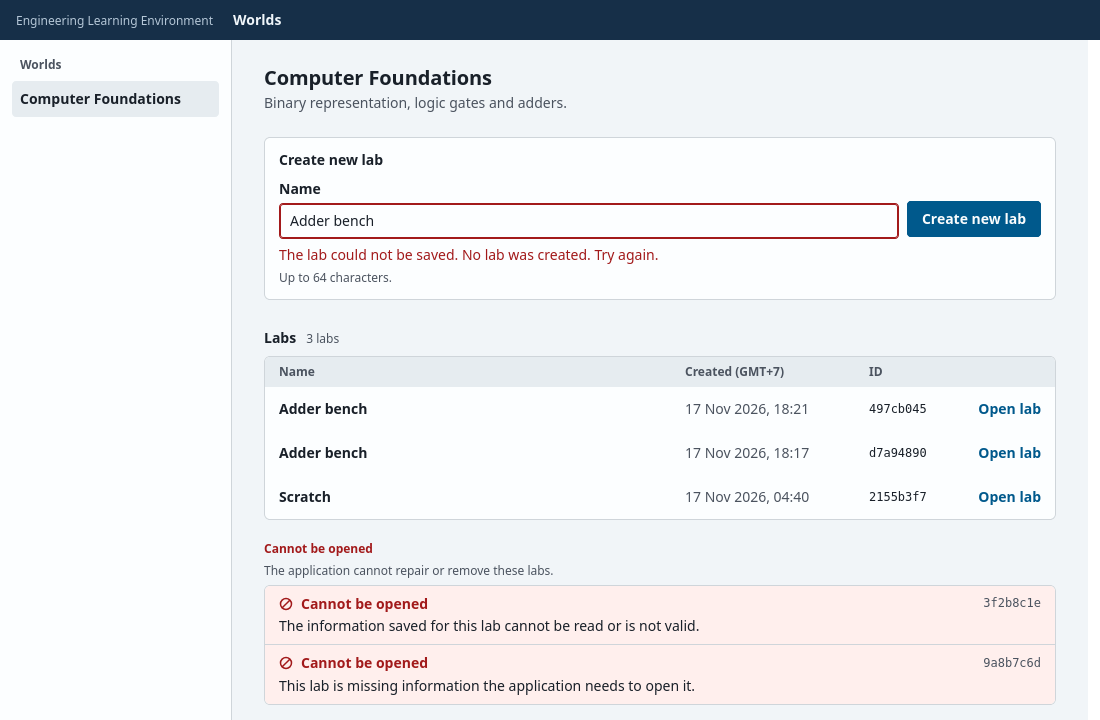 Engineering Learning Environment Worlds
Worlds
Computer Foundations
Computer Foundations
Binary representation, logic gates and adders.
Create new lab
Name
Adder bench
Create new lab
The lab could not be saved. No lab was created. Try again.
Up to 64 characters.
Labs 3 labs
Name Created (GMT+7) ID
Adder bench 17 Nov 2026, 18:21 497cb045 Open lab
Adder bench 17 Nov 2026, 18:17 d7a94890 Open lab
Scratch 17 Nov 2026, 04:40 2155b3f7 Open lab
Cannot be opened
The application cannot repair or remove these labs.
Cannot be opened 3f2b8c1e
The information saved for this lab cannot be read or is not valid.
Cannot be opened 9a8b7c6d
This lab is missing information the application needs to open it.